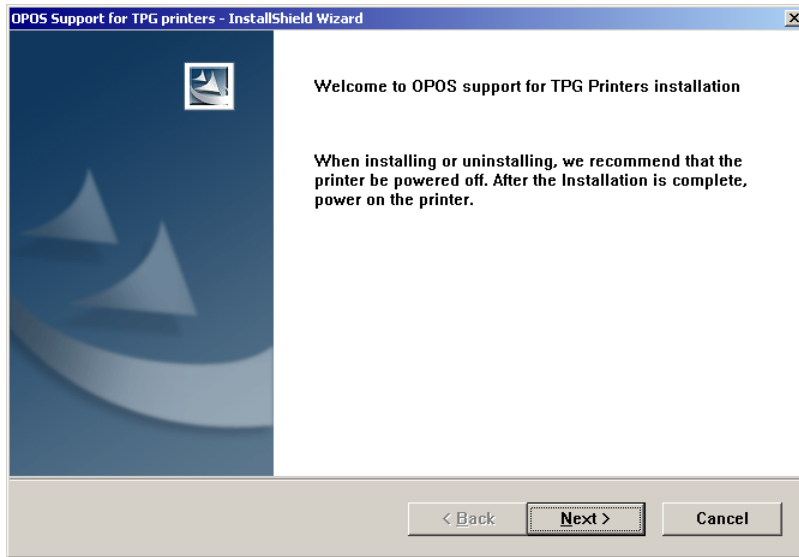 OPOS Support for TPG printers - InstallShield Wizard
Welcome to OPOS support for TPG Printers installation
When installing or uninstalling, we recommend that the
printer be powered off. After the Installation is complete,
power on the printer.
< Back
Next >
Cancel